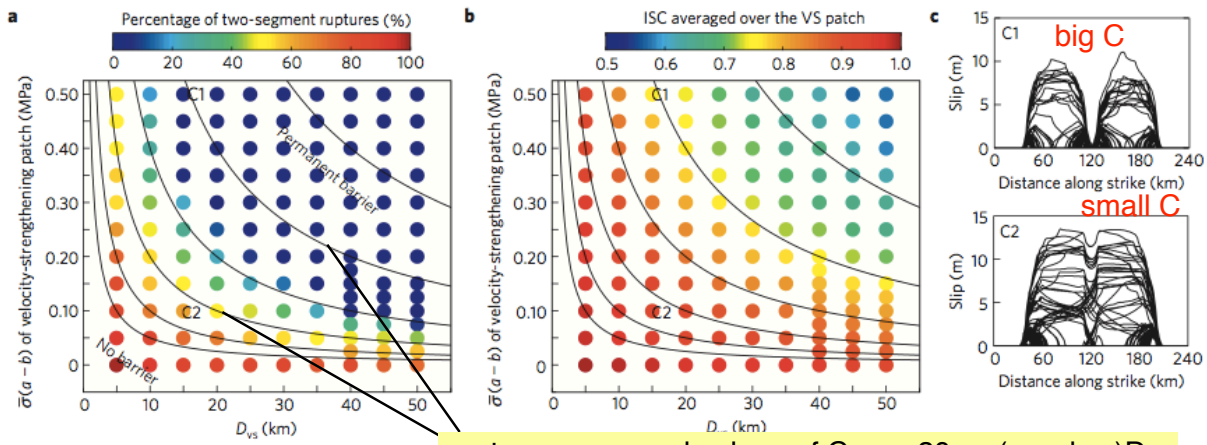 a
Percentage of two-segment ruptures (%)
0 20 40 60 80 100
σ̅(a − b) of velocity-strengthening patch (MPa)
0.50
0.40
0.30
0.20
0.10
0
C1
Permanent barrier
C2
No barrier
0 10 20 30 40 50
Dvs (km)
b
ISC averaged over the VS patch
0.5 0.6 0.7 0.8 0.9 1.0
σ̅(a − b) of velocity-strengthening patch (MPa)
0.50
0.40
0.30
0.20
0.10
0
C1
C2
0 10 20 30 40 50
c
C1
big C
Slip (m)
15
10
5
0
0 60 120 180 240
Distance along strike (km)
small C
C2
Slip (m)
15
10
5
0
0 60 120 180 240
Distance along strike (km)
of C